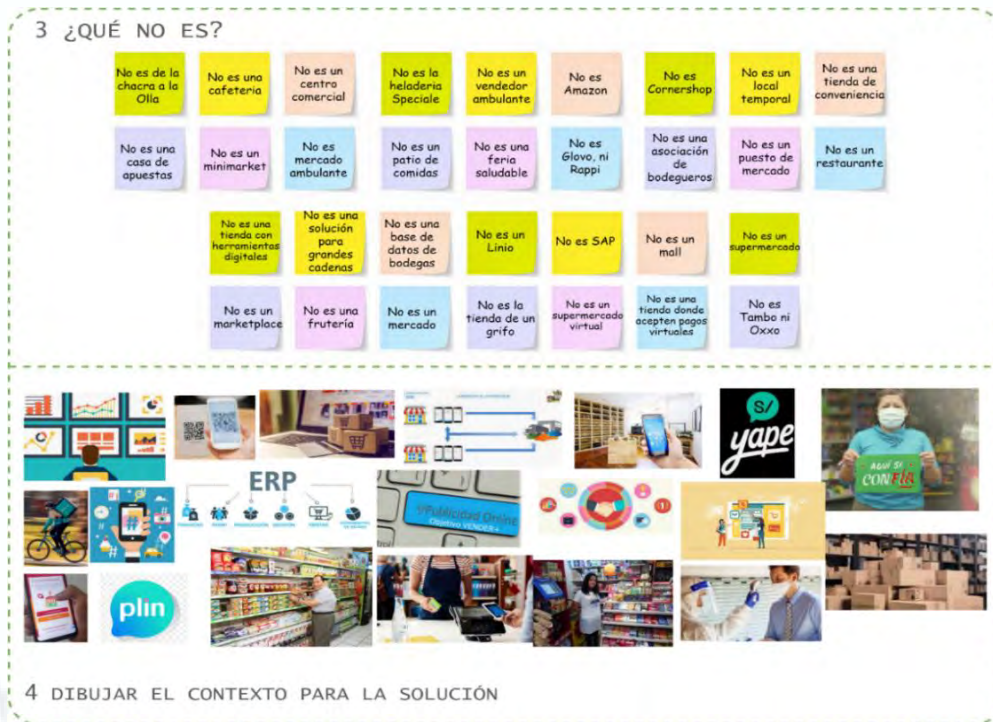 3 ¿QUÉ NO ES?
No es de la
chacra a la
Olla
No es una
cafeteria
No es un
centro
comercial
No es la
heladeria
Speciale
No es un
vendedor
ambulante
No es
Amazon
No es
Cornershop
No es un
local
temporal
No es una
tienda de
conveniencia
No es una
casa de
apuestas
No es un
minimarket
No es
mercado
ambulante
No es un
patio de
comidas
No es una
feria
saludable
No es
Glovo, ni
Rappi
No es una
asociación
de
bodegueros
No es un
puesto de
mercado
No es un
restaurante
No es una
tienda con
herramientas
digitales
No es una
solución
para
grandes
cadenas
No es una
base de
datos de
bodegas
No es un
Linio
No es SAP
No es un
mall
No es un
supermercado
No es un
marketplace
No es una
frutería
No es un
mercado
No es la
tienda de un
grifo
No es un
supermercado
virtual
No es una
tienda donde
acepten pagos
virtuales
No es
Tambo ni
Oxxo
S/
yape
AQUÍ SÍ
CONFÍA
ERP
Publicidad Online
Objetivo VENDER+
plin
4 DIBUJAR EL CONTEXTO PARA LA SOLUCIÓN